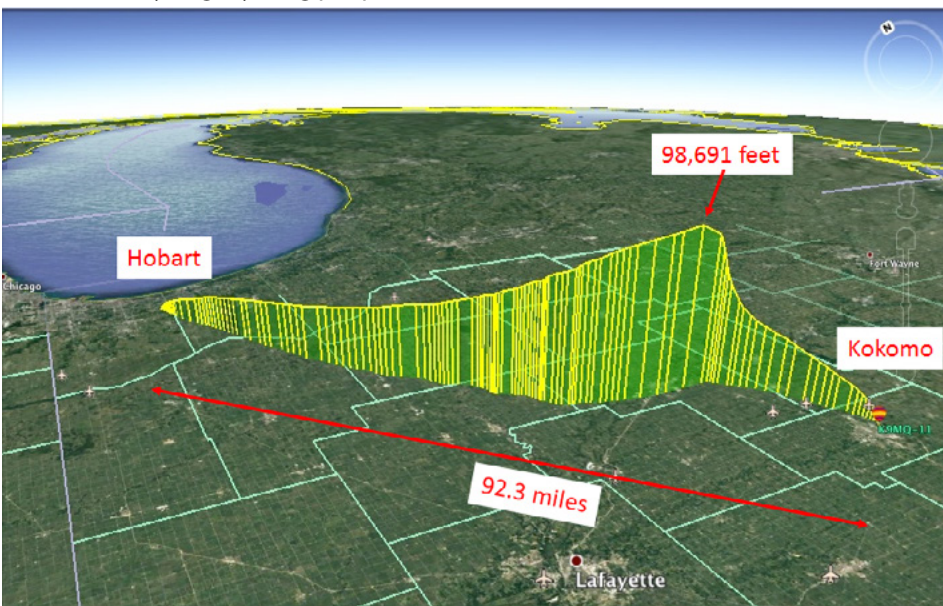 N
98,691 feet
Hobart
Chicago
Fort Wayne
Kokomo
K9MQ-11
92.3 miles
Lafayette